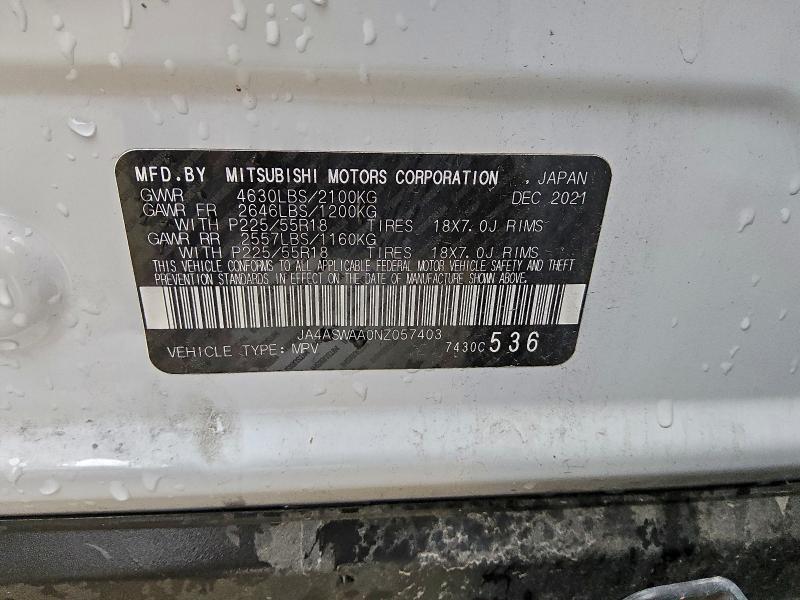 MFD.BY MITSUBISHI MOTORS CORPORATION , JAPAN
GVWR 4630LBS/2100KG DEC 2021
GAWR FR 2646LBS/1200KG
WITH P225/55R18 TIRES 18X7.0J RIMS
GAWR RR 2557LBS/1160KG
WITH P225/55R18 TIRES 18X7.0J RIMS
THIS VEHICLE CONFORMS TO ALL APPLICABLE FEDERAL MOTOR VEHICLE SAFETY AND THEFT
PREVENTION STANDARDS IN EFFECT ON THE DATE OF MANUFACTURE SHOWN ABOVE.
JA4ASWAA0NZ057403
VEHICLE TYPE: MPV 7430C 536